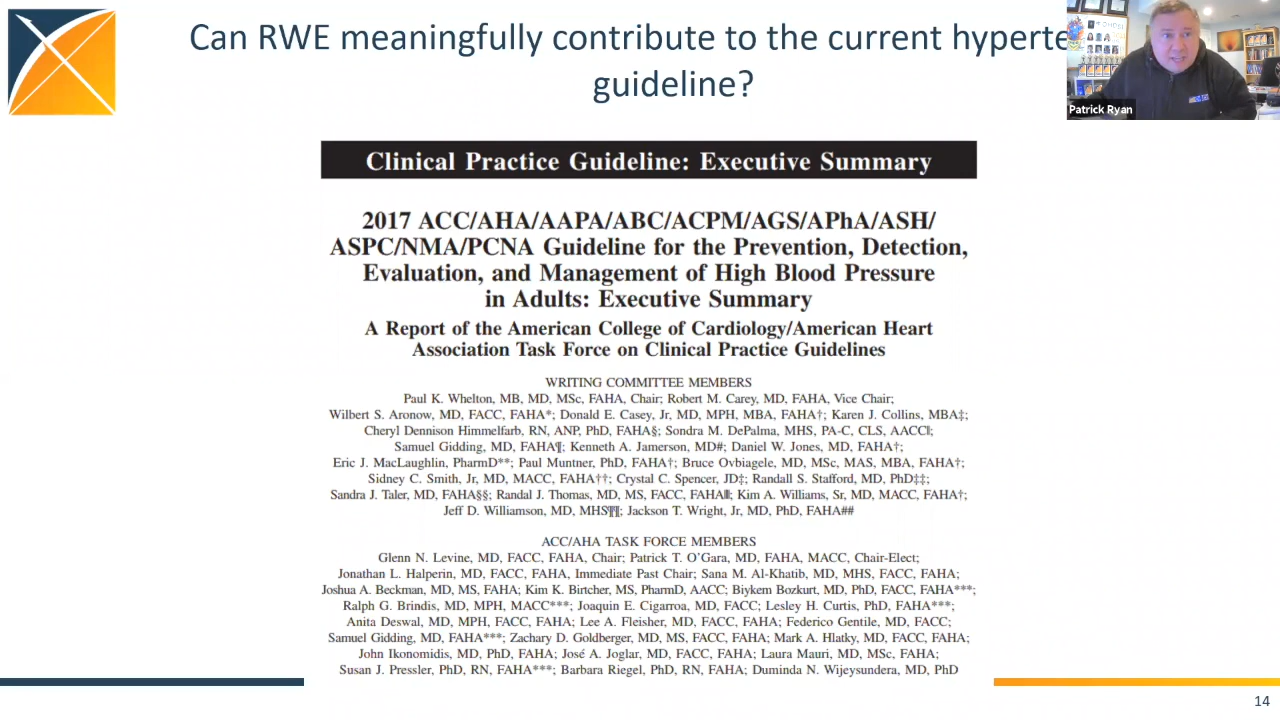 Can RWE meaningfully contribute to the current hyperte
guideline?
Patrick Ryan
Clinical Practice Guideline: Executive Summary
2017 ACC/AHA/AAPA/ABC/ACPM/AGS/APhA/ASH/
ASPC/NMA/PCNA Guideline for the Prevention, Detection,
Evaluation, and Management of High Blood Pressure
in Adults: Executive Summary
A Report of the American College of Cardiology/American Heart
Association Task Force on Clinical Practice Guidelines
WRITING COMMITTEE MEMBERS
Paul K. Whelton, MB, MD, MSc, FAHA, Chair; Robert M. Carey, MD, FAHA, Vice Chair;
Wilbert S. Aronow, MD, FACC, FAHA*; Donald E. Casey, Jr, MD, MPH, MBA, FAHA†; Karen J. Collins, MBA‡;
Cheryl Dennison Himmelfarb, RN, ANP, PhD, FAHA§; Sondra M. DePalma, MHS, PA-C, CLS, AACC‖;
Samuel Gidding, MD, FAHA¶; Kenneth A. Jamerson, MD#; Daniel W. Jones, MD, FAHA†;
Eric J. MacLaughlin, PharmD**; Paul Muntner, PhD, FAHA†; Bruce Ovbiagele, MD, MSc, MAS, MBA, FAHA†;
Sidney C. Smith, Jr, MD, MACC, FAHA††; Crystal C. Spencer, JD‡; Randall S. Stafford, MD, PhD‡‡;
Sandra J. Taler, MD, FAHA§§; Randal J. Thomas, MD, MS, FACC, FAHA‖‖; Kim A. Williams, Sr, MD, MACC, FAHA†;
Jeff D. Williamson, MD, MHS¶¶; Jackson T. Wright, Jr, MD, PhD, FAHA##
ACC/AHA TASK FORCE MEMBERS
Glenn N. Levine, MD, FACC, FAHA, Chair; Patrick T. O'Gara, MD, FAHA, MACC, Chair-Elect;
Jonathan L. Halperin, MD, FACC, FAHA, Immediate Past Chair; Sana M. Al-Khatib, MD, MHS, FACC, FAHA;
Joshua A. Beckman, MD, MS, FAHA; Kim K. Birtcher, MS, PharmD, AACC; Biykem Bozkurt, MD, PhD, FACC, FAHA***;
Ralph G. Brindis, MD, MPH, MACC***; Joaquin E. Cigarroa, MD, FACC; Lesley H. Curtis, PhD, FAHA***;
Anita Deswal, MD, MPH, FACC, FAHA; Lee A. Fleisher, MD, FACC, FAHA; Federico Gentile, MD, FACC;
Samuel Gidding, MD, FAHA***; Zachary D. Goldberger, MD, MS, FACC, FAHA; Mark A. Hlatky, MD, FACC, FAHA;
John Ikonomidis, MD, PhD, FAHA; José A. Joglar, MD, FACC, FAHA; Laura Mauri, MD, MSc, FAHA;
Susan J. Pressler, PhD, RN, FAHA***; Barbara Riegel, PhD, RN, FAHA; Duminda N. Wijeysundera, MD, PhD
14